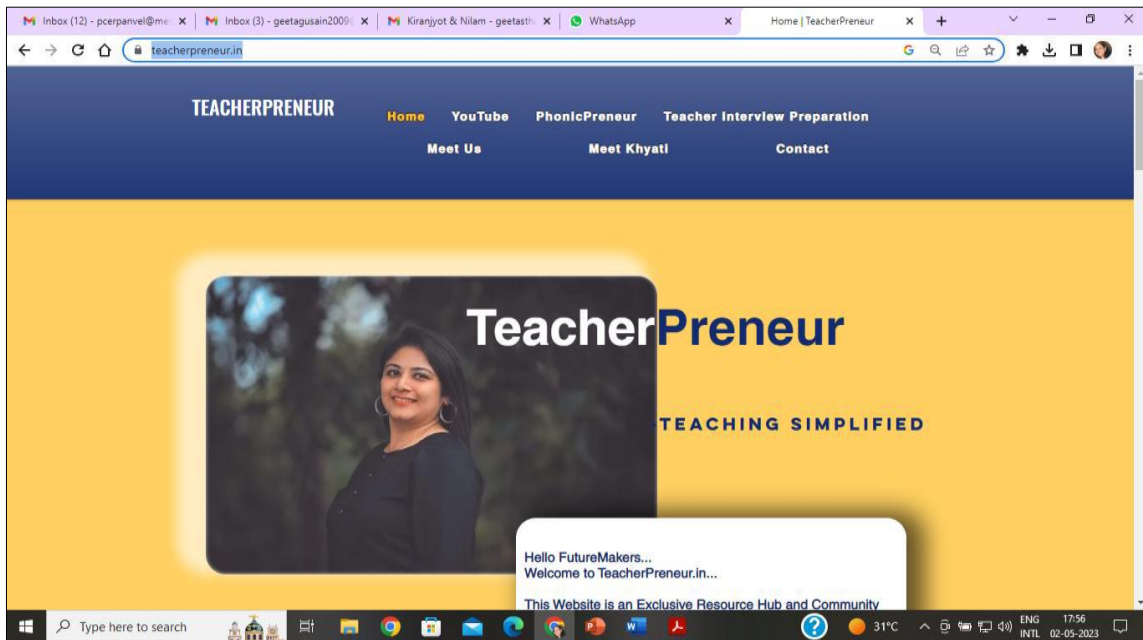 Inbox (12) - pcerpanvel@me
Inbox (3) - geetagusain2009
Kiranjyot & Nilam - geetasth
WhatsApp
Home | TeacherPreneur
teacherpreneur.in
TEACHERPRENEUR
Home YouTube PhonicPreneur Teacher Interview Preparation
Meet Us Meet Khyati Contact
TeacherPreneur
TEACHING SIMPLIFIED
Hello FutureMakers...
Welcome to TeacherPreneur.in...
This Website is an Exclusive Resource Hub and Community
Type here to search
31°C
ENG
INTL
17:56
02-05-2023